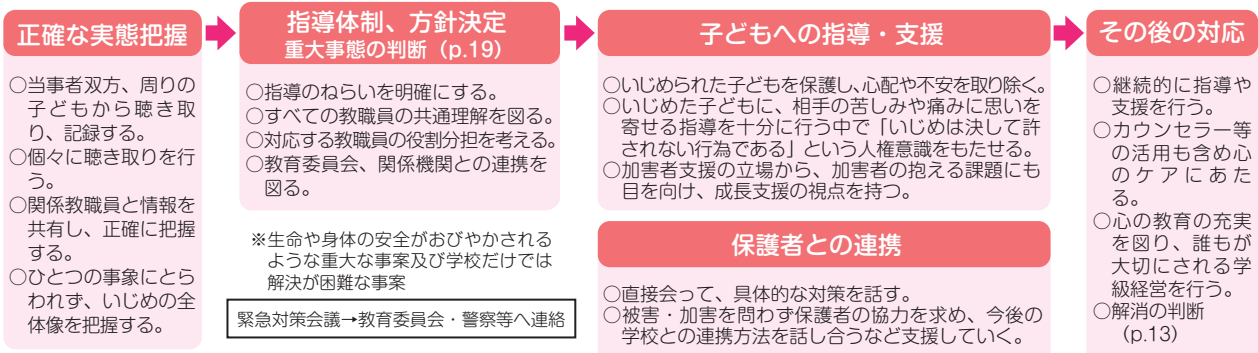 正確な実態把握
○当事者双方、周りの
子どもから聴き取
り、記録する。
○個々に聴き取りを行
う。
○関係教職員と情報を
共有し、正確に把握
する。
○ひとつの事象にとら
われず、いじめの全
体像を把握する。
指導体制、方針決定
重大事態の判断（p.19）
○指導のねらいを明確にする。
○すべての教職員の共通理解を図る。
○対応する教職員の役割分担を考える。
○教育委員会、関係機関との連携を
図る。
※生命や身体の安全がおびやかされる
ような重大な事案及び学校だけでは
解決が困難な事案
緊急対策会議→教育委員会・警察等へ連絡
子どもへの指導・支援
○いじめられた子どもを保護し、心配や不安を取り除く。
○いじめた子どもに、相手の苦しみや痛みに思いを
寄せる指導を十分に行う中で「いじめは決して許
されない行為である」という人権意識をもたせる。
○加害者支援の立場から、加害者の抱える課題にも
目を向け、成長支援の視点を持つ。
保護者との連携
○直接会って、具体的な対策を話す。
○被害・加害を問わず保護者の協力を求め、今後の
学校との連携方法を話し合うなど支援していく。
その後の対応
○継続的に指導や
支援を行う。
○カウンセラー等
の活用も含め心
のケアにあた
る。
○心の教育の充実
を図り、誰もが
大切にされる学
級経営を行う。
○解消の判断
（p.13）